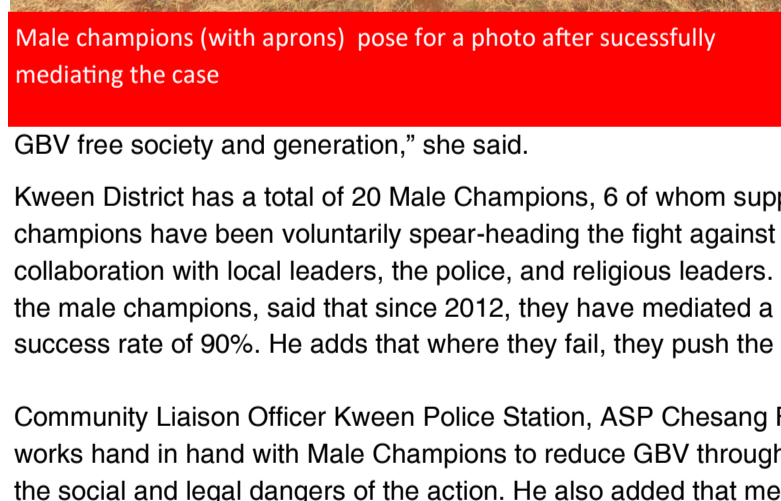 Male champions (with aprons) pose for a photo after sucessfully
mediating the case
GBV free society and generation,” she said.
Kween District has a total of 20 Male Champions, 6 of whom
champions have been voluntarily spear-heading the fight against
collaboration with local leaders, the police, and religious leaders.
the male champions, said that since 2012, they have mediated a
success rate of 90%. He adds that where they fail, they push the
Community Liaison Officer Kween Police Station, ASP Chesang
works hand in hand with Male Champions to reduce GBV through
the social and legal dangers of the action. He also added that